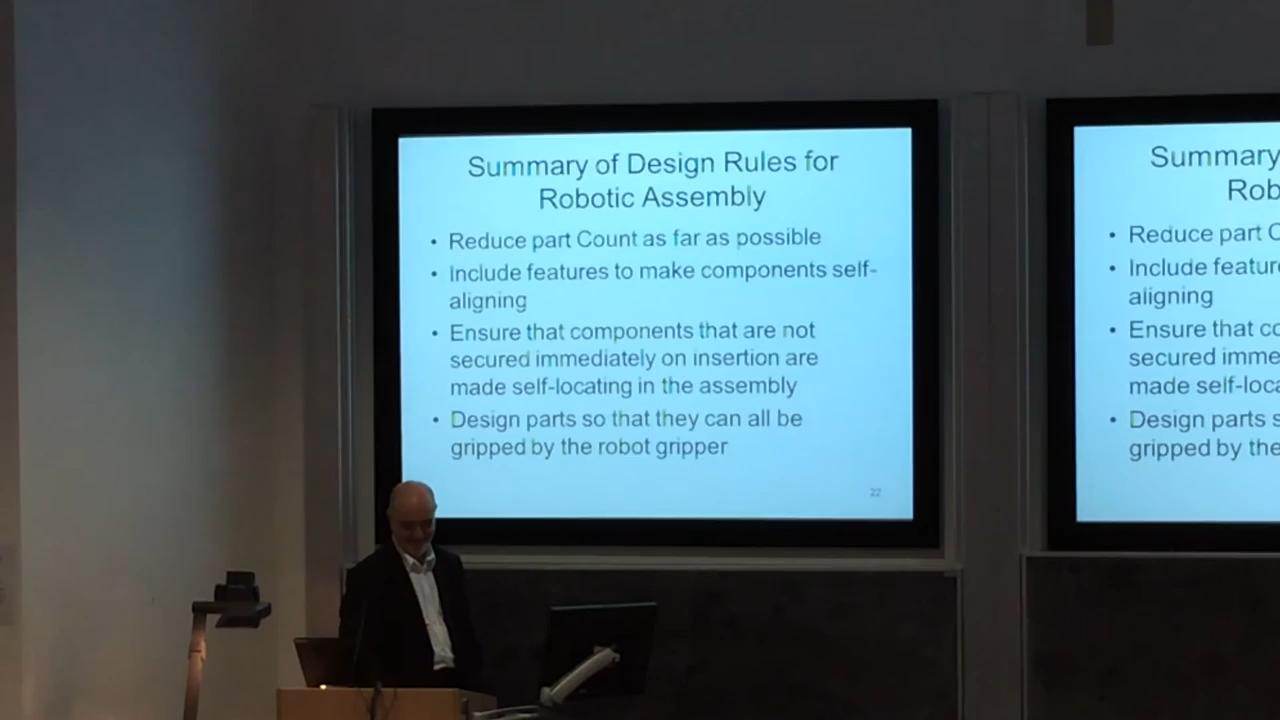 Summary of Design Rules for
Robotic Assembly
• Reduce part Count as far as possible
• Include features to make components self-
aligning
• Ensure that components that are not
secured immediately on insertion are
made self-locating in the assembly
• Design parts so that they can all be
gripped by the robot gripper
22
Summary
Rob
• Reduce part C
• Include featur
aligning
• Ensure that co
secured imme
made self-loca
• Design parts s
gripped by the